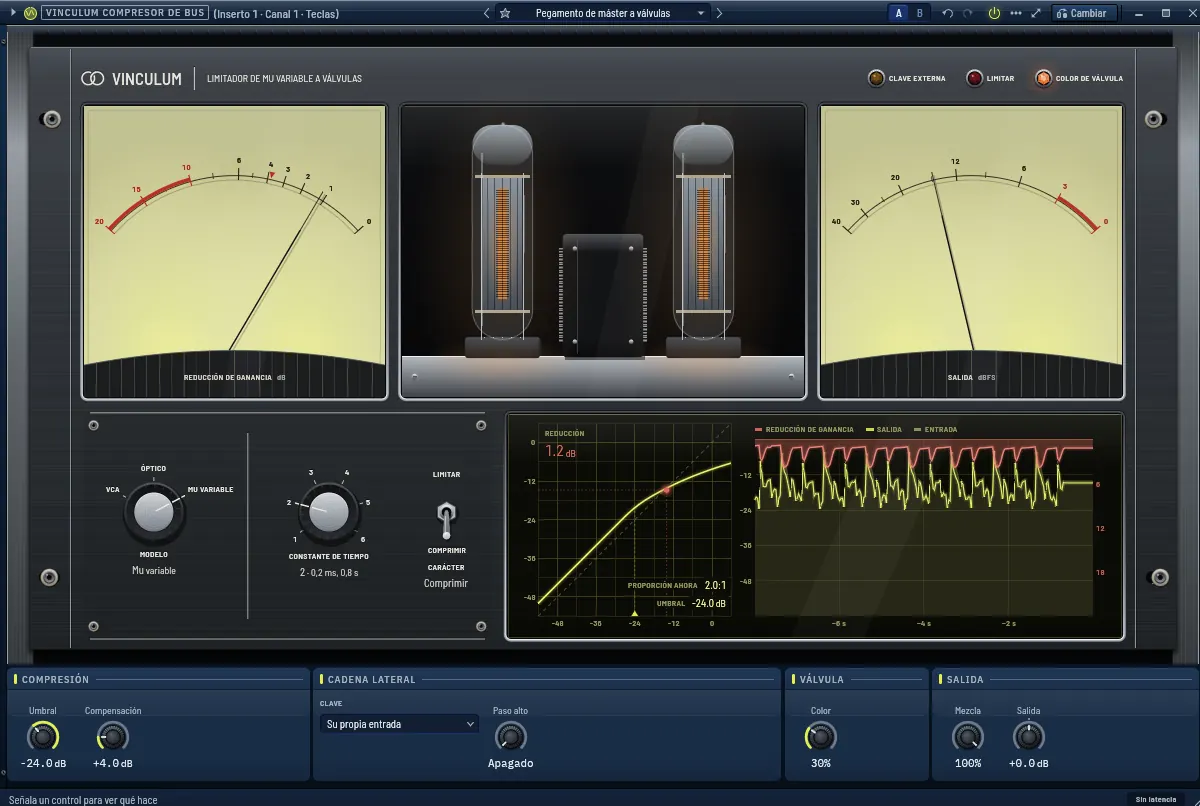 VINCULUM COMPRESOR DE BUS (Inserto 1 · Canal 1 · Teclas)
Pegamento de máster a válvulas
A B
Cambiar
VINCULUM
LIMITADOR DE MU VARIABLE A VÁLVULAS
CLAVE EXTERNA
LIMITAR
COLOR DE VÁLVULA
20 15 10 6 4 3 2 1 0
REDUCCIÓN DE GANANCIA dB
40 30 20 12 6 3 0
SALIDA dBFS
ÓPTICO
VCA
MU VARIABLE
MODELO
Mu variable
1 2 3 4 5 6
CONSTANTE DE TIEMPO
2 · 0,2 ms, 0,8 s
LIMITAR
COMPRIMIR
CARÁCTER
Comprimir
REDUCCIÓN
1.2 dB
0
-12
-24
-36
-48
PROPORCIÓN AHORA 2.0:1
UMBRAL -24.0 dB
-48 -36 -24 -12 0
REDUCCIÓN DE GANANCIA SALIDA ENTRADA
-12
-24
-36
-48
6
12
18
-6 s -4 s -2 s
COMPRESIÓN
Umbral
-24.0 dB
Compensación
+4.0 dB
CADENA LATERAL
CLAVE
Su propia entrada
Paso alto
Apagado
VÁLVULA
Color
30%
SALIDA
Mezcla
100%
Salida
+0.0 dB
Señala un control para ver qué hace
Sin latencia